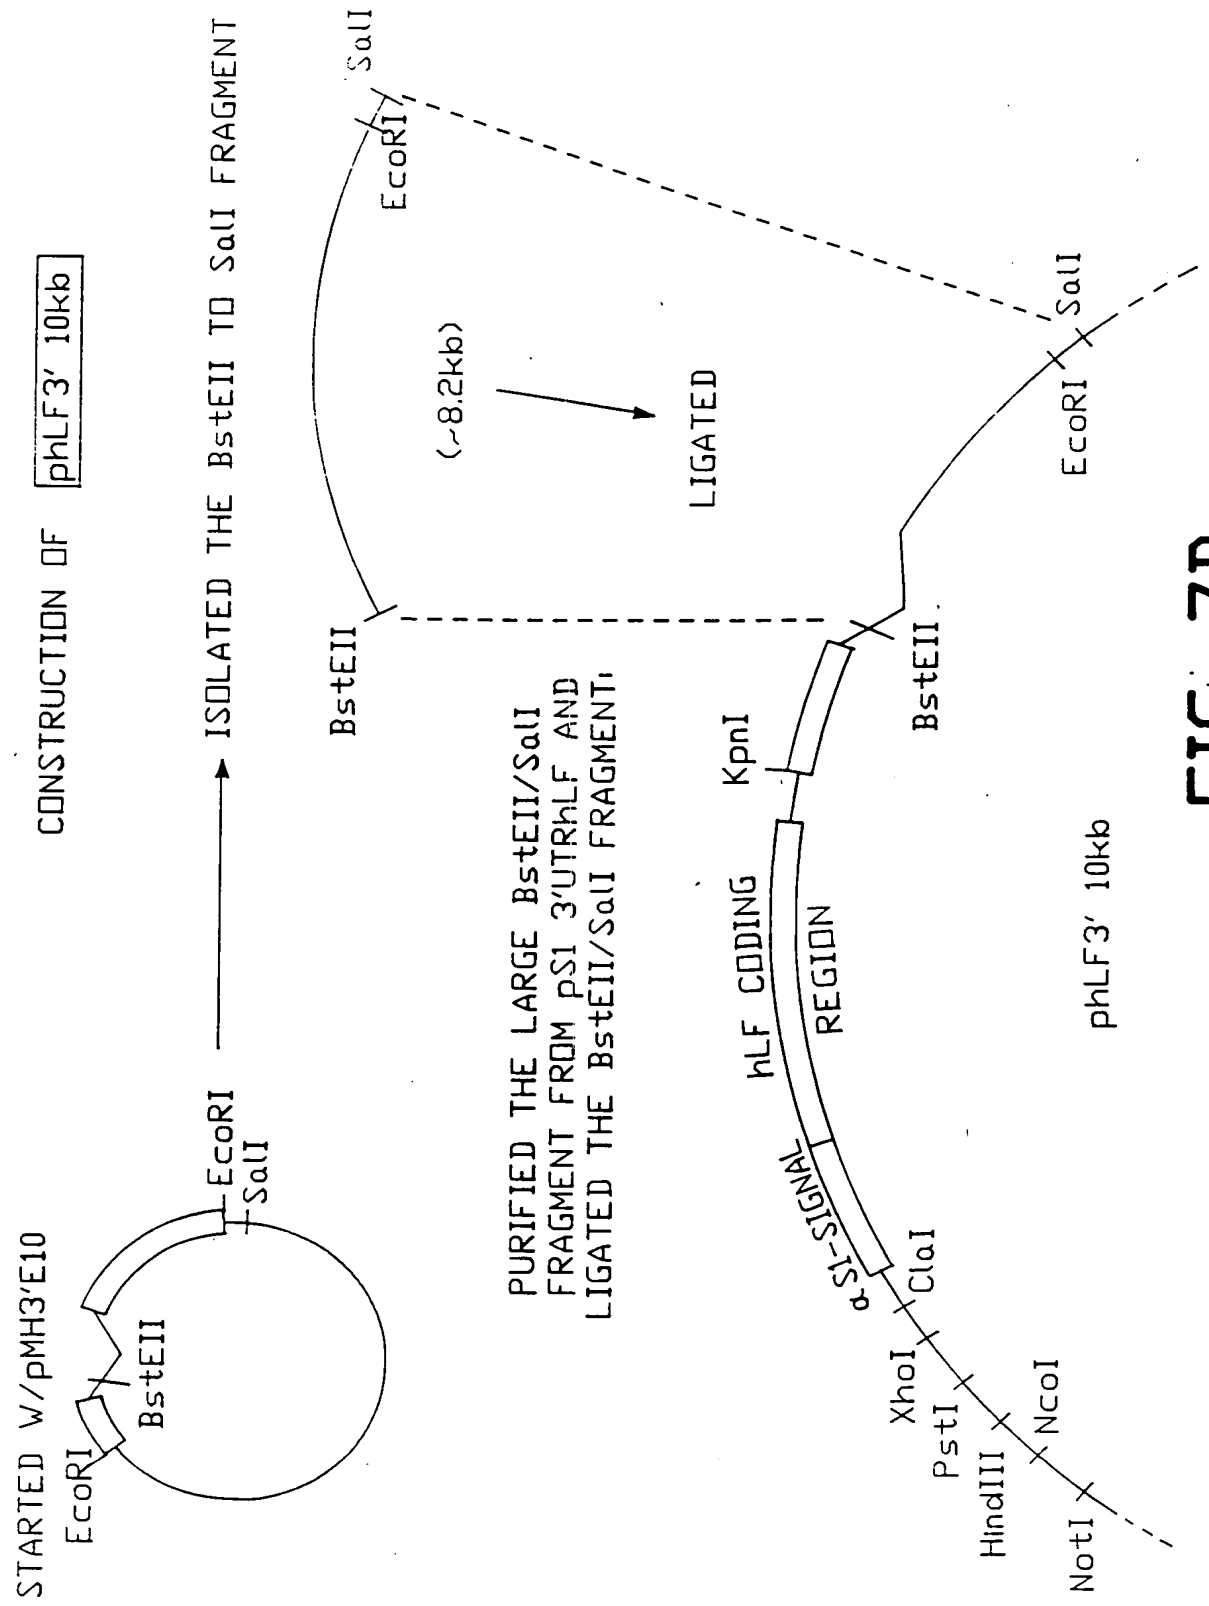 CONSTRUCTION OF phLF3' 10kb
STARTED W/pMH3'E10
EcoRI
BstEII
EcoRI
SalI
ISOLATED THE BstEII TO SalI FRAGMENT
BstEII
EcoRI
SalI
(~8.2kb)
LIGATED
PURIFIED THE LARGE BstEII/SalI
FRAGMENT FROM pS1 3'UTRhLF AND
LIGATED THE BstEII/SalI FRAGMENT:
NotI
HindIII
NcoI
PstI
XhoI
ClaI
αS1-SIGNAL
hLF CODING
REGION
KpnI
BstEII
EcoRI
SalI
phLF3' 10kb